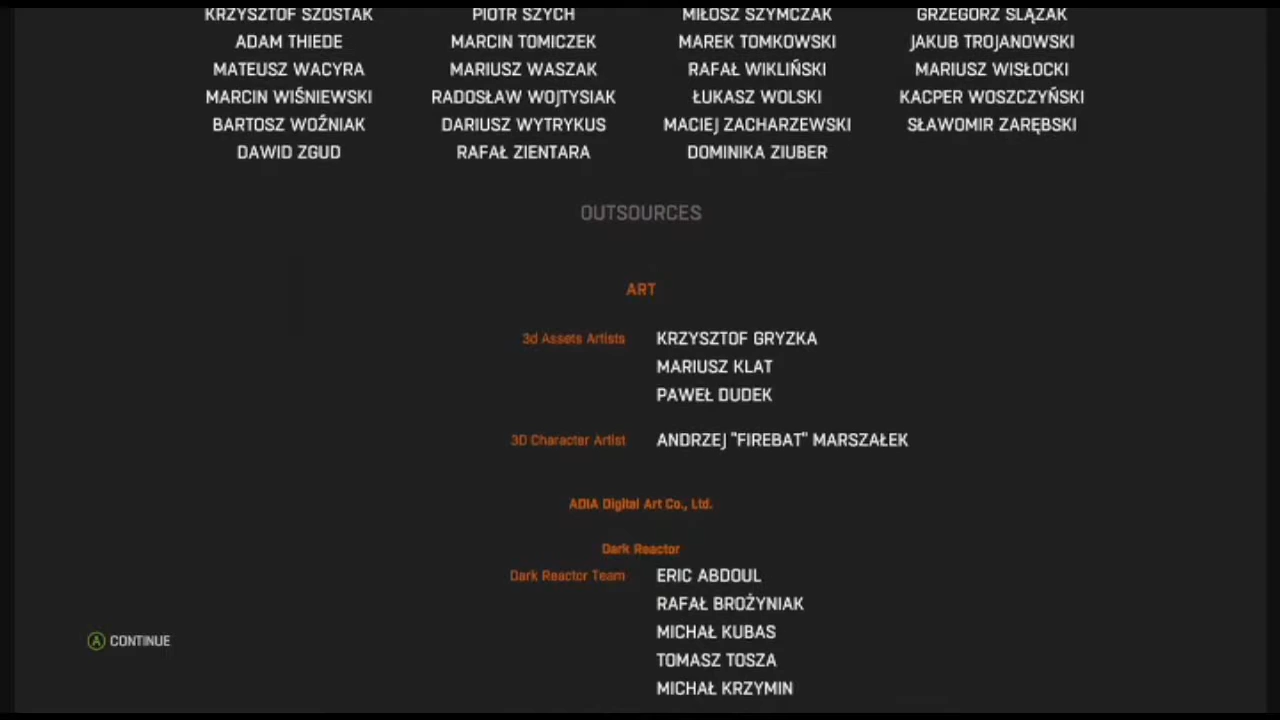 KRZYSZTOF SZOSTAK PIOTR SZYCH MIŁOSZ SZYMCZAK GRZEGORZ ŚLĄZAK
ADAM THIEDE MARCIN TOMICZEK MAREK TOMKOWSKI JAKUB TROJANOWSKI
MATEUSZ WACYRA MARIUSZ WASZAK RAFAŁ WIKLIŃSKI MARIUSZ WISŁOCKI
MARCIN WIŚNIEWSKI RADOSŁAW WOJTYSIAK ŁUKASZ WOLSKI KACPER WOSZCZYŃSKI
BARTOSZ WOŹNIAK DARIUSZ WYTRYKUS MACIEJ ZACHARZEWSKI SŁAWOMIR ZARĘBSKI
DAWID ZGUD RAFAŁ ZIENTARA DOMINIKA ZIUBER
OUTSOURCES
ART
3d Assets Artists KRZYSZTOF GRYZKA
MARIUSZ KLAT
PAWEŁ DUDEK
3D Character Artist ANDRZEJ "FIREBAT" MARSZAŁEK
ADIA Digital Art Co., Ltd.
Dark Reactor
Dark Reactor Team ERIC ABDOUL
RAFAŁ BROŻYNIAK
MICHAŁ KUBAS
A CONTINUE
TOMASZ TOSZA
MICHAŁ KRZYMIN